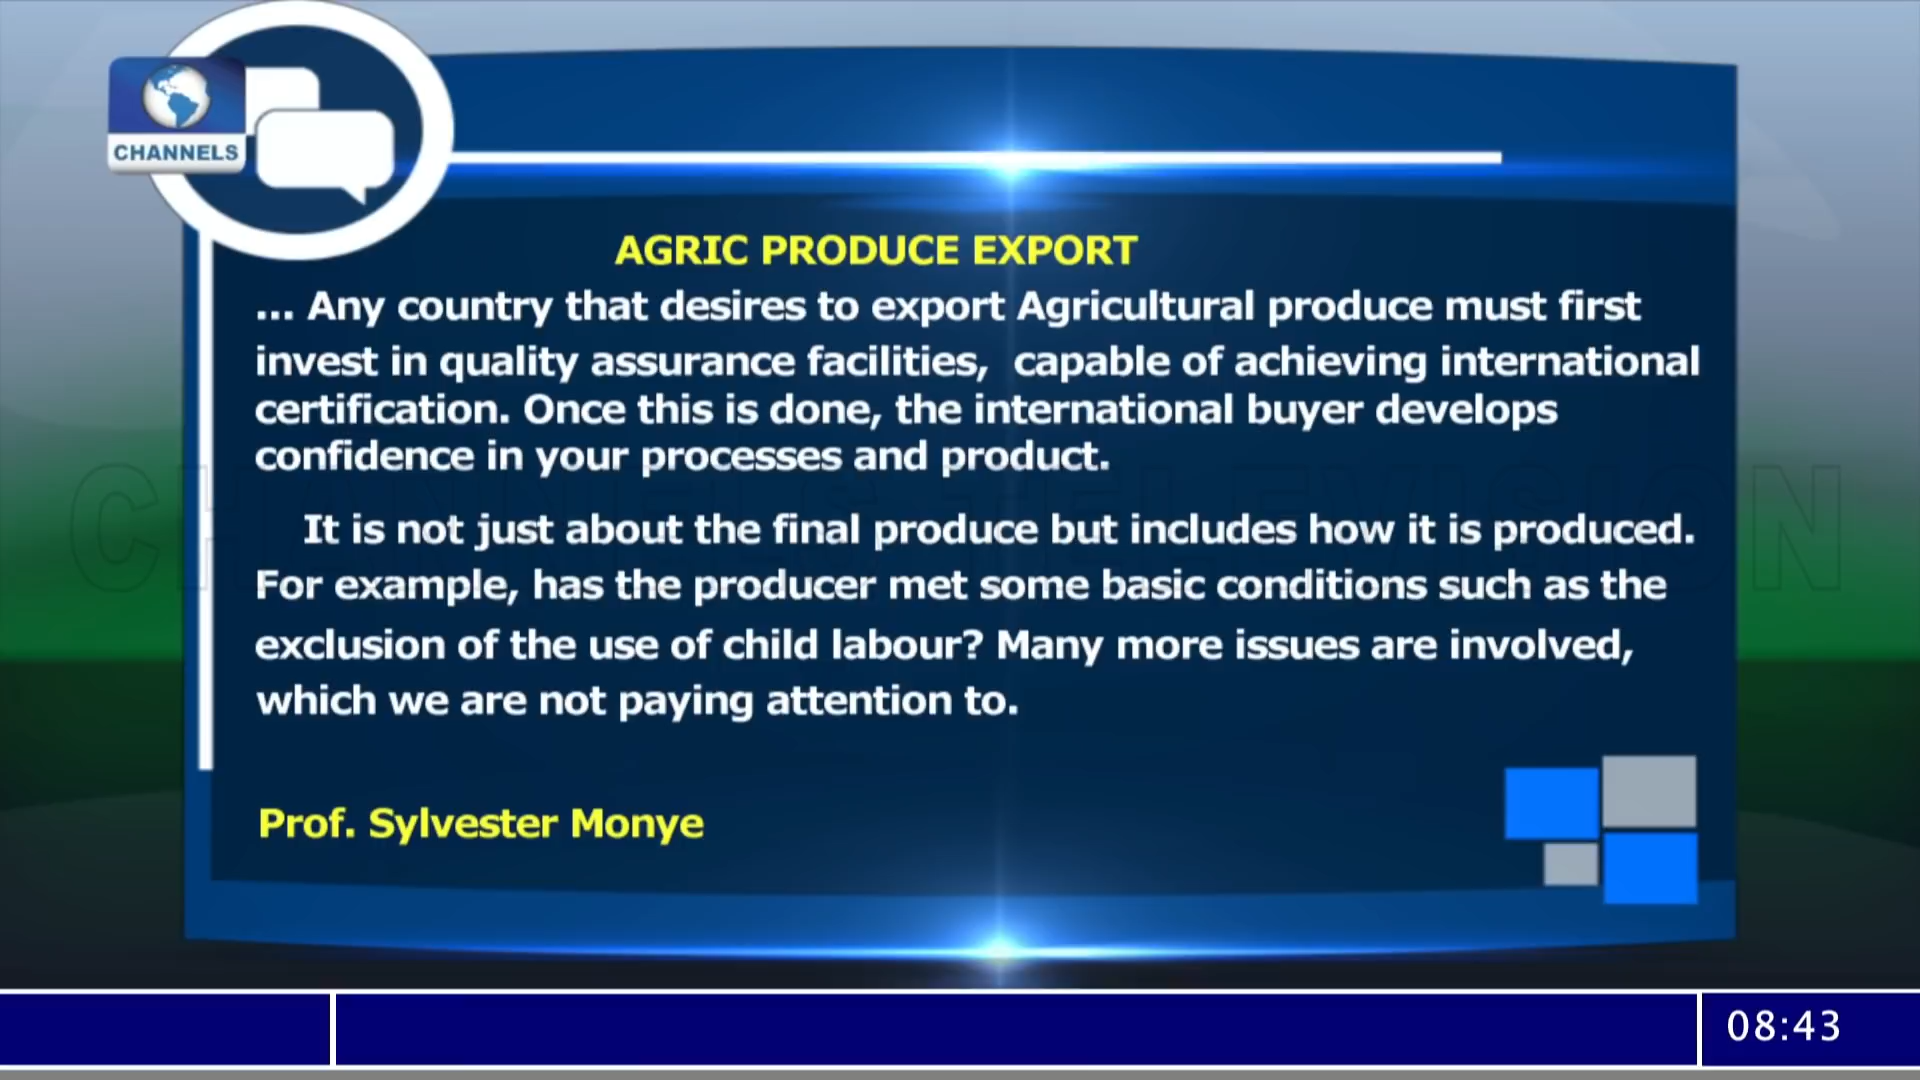 CHANNELS
AGRIC PRODUCE EXPORT
... Any country that desires to export Agricultural produce must first
invest in quality assurance facilities,  capable of achieving international
certification. Once this is done, the international buyer develops
confidence in your processes and product.
It is not just about the final produce but includes how it is produced.
For example, has the producer met some basic conditions such as the
exclusion of the use of child labour? Many more issues are involved,
which we are not paying attention to.
Prof. Sylvester Monye
CHANNELS TELEVISION
08:43